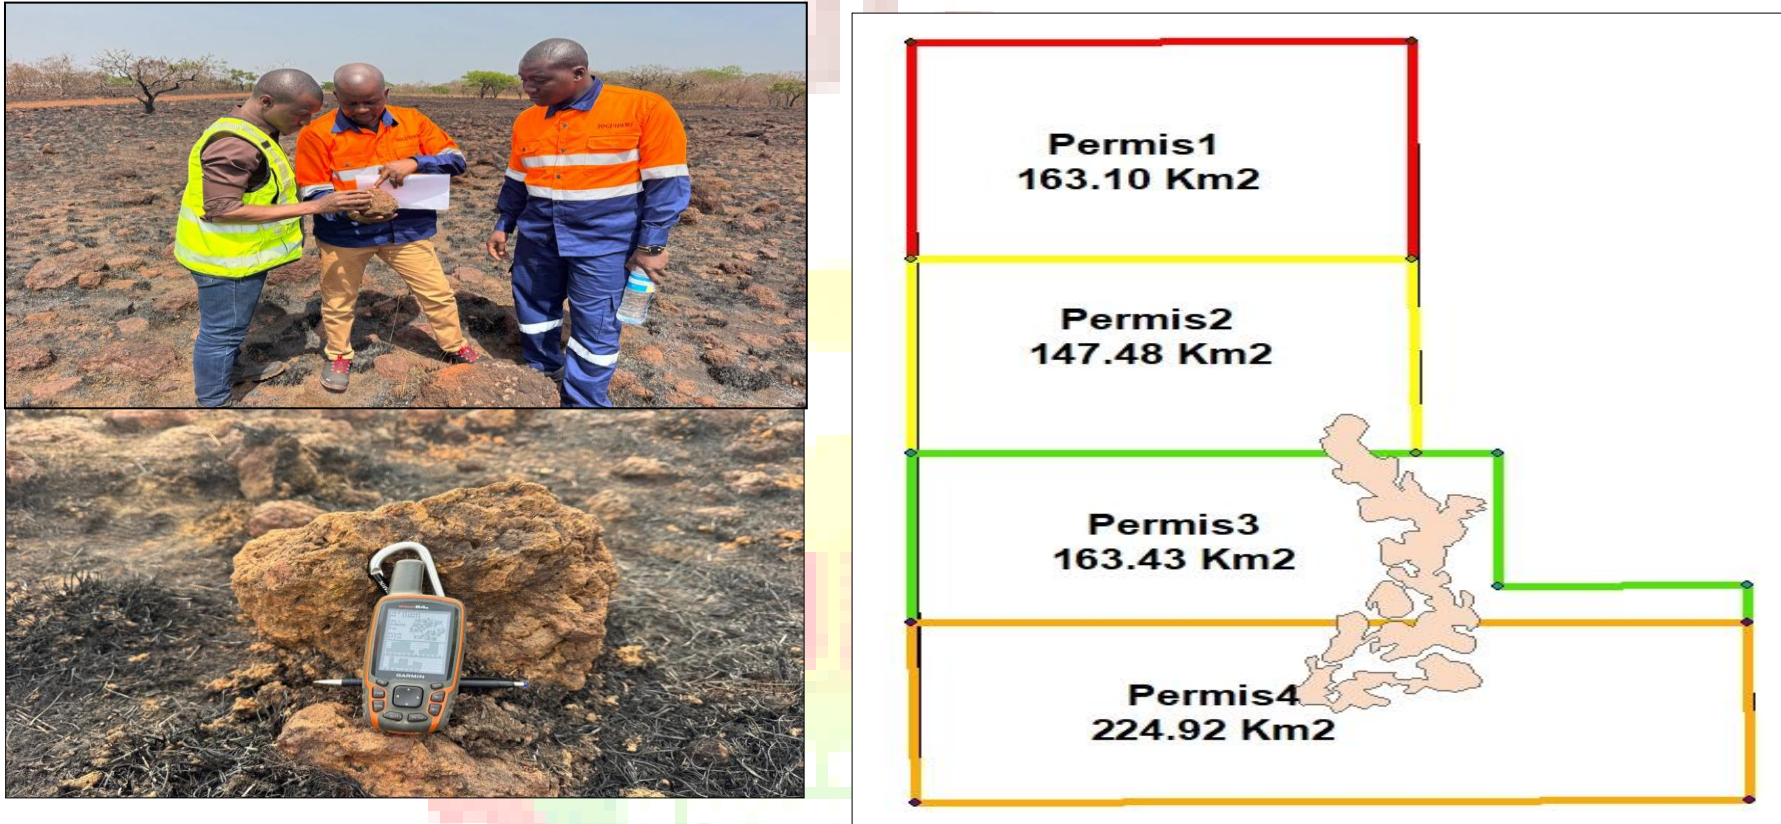 GARMIN
Permis1
163.10 Km2
Permis2
147.48 Km2
Permis3
163.43 Km2
Permis4
224.92 Km2